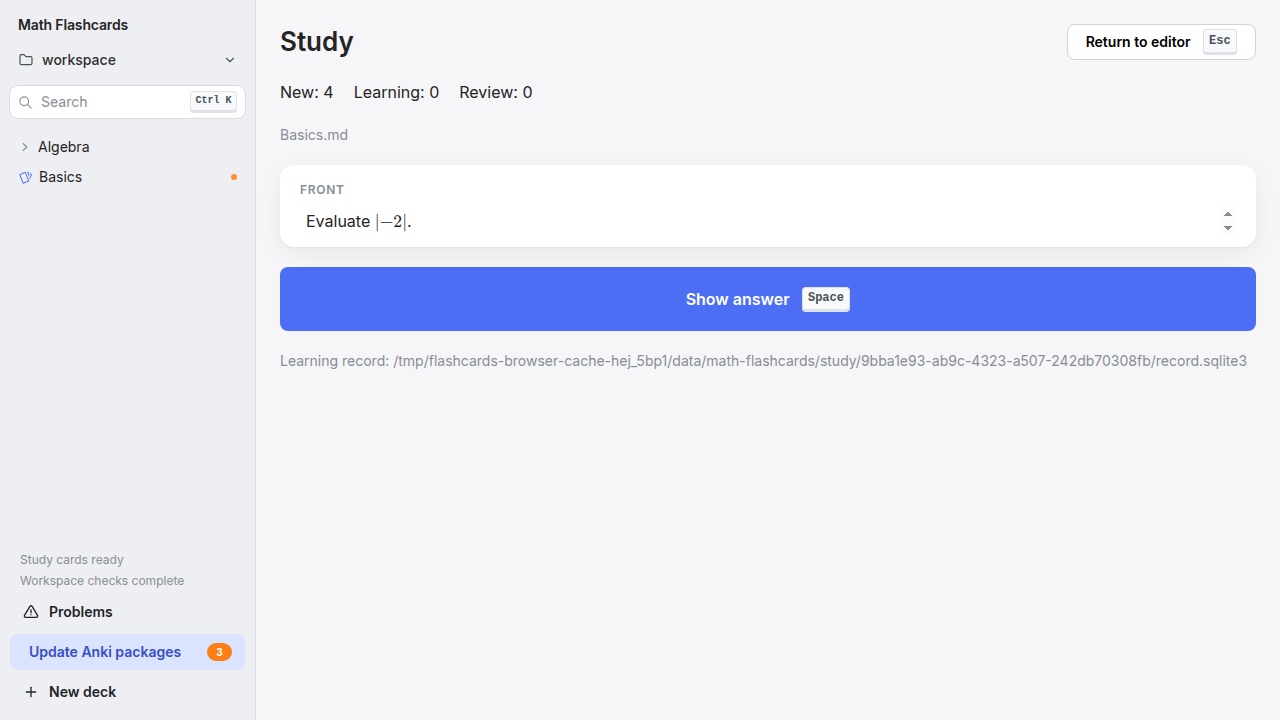 Math Flashcards
workspace
Search Ctrl K
Algebra
Basics
Study cards ready
Workspace checks complete
Problems
Update Anki packages 3
New deck
Study
Return to editor Esc
New: 4 Learning: 0 Review: 0
Basics.md
FRONT
Evaluate |−2|.
Show answer Space
Learning record: /tmp/flashcards-browser-cache-hej_5bp1/data/math-flashcards/study/9bba1e93-ab9c-4323-a507-242db70308fb/record.sqlite3